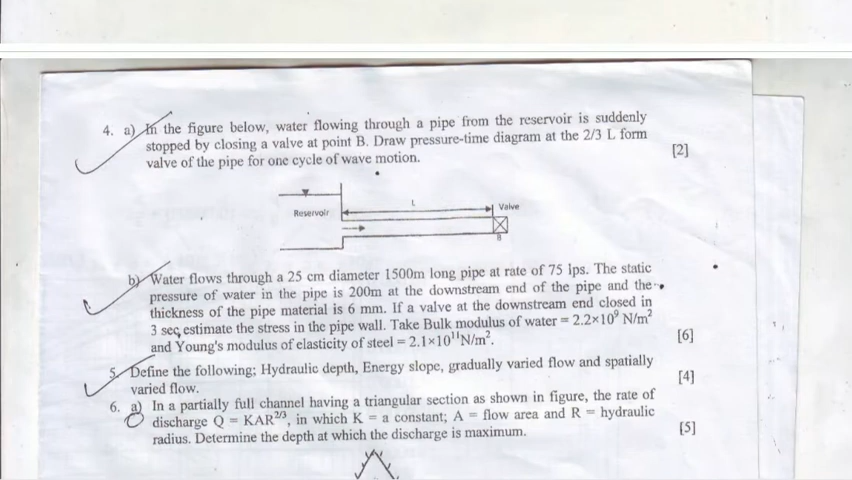 4. a) In the figure below, water flowing through a pipe from the reservoir is suddenly
stopped by closing a valve at point B. Draw pressure-time diagram at the 2/3 L form
valve of the pipe for one cycle of wave motion. [2]
L
Reservoir
Valve
B
b) Water flows through a 25 cm diameter 1500m long pipe at rate of 75 lps. The static
pressure of water in the pipe is 200m at the downstream end of the pipe and the
thickness of the pipe material is 6 mm. If a valve at the downstream end closed in
3 sec, estimate the stress in the pipe wall. Take Bulk modulus of water = 2.2×10⁹ N/m²
and Young's modulus of elasticity of steel = 2.1×10¹¹N/m². [6]
5. Define the following; Hydraulic depth, Energy slope, gradually varied flow and spatially
varied flow. [4]
6. a) In a partially full channel having a triangular section as shown in figure, the rate of
discharge Q = KAR²ᐟ³, in which K = a constant; A = flow area and R = hydraulic
radius. Determine the depth at which the discharge is maximum. [5]